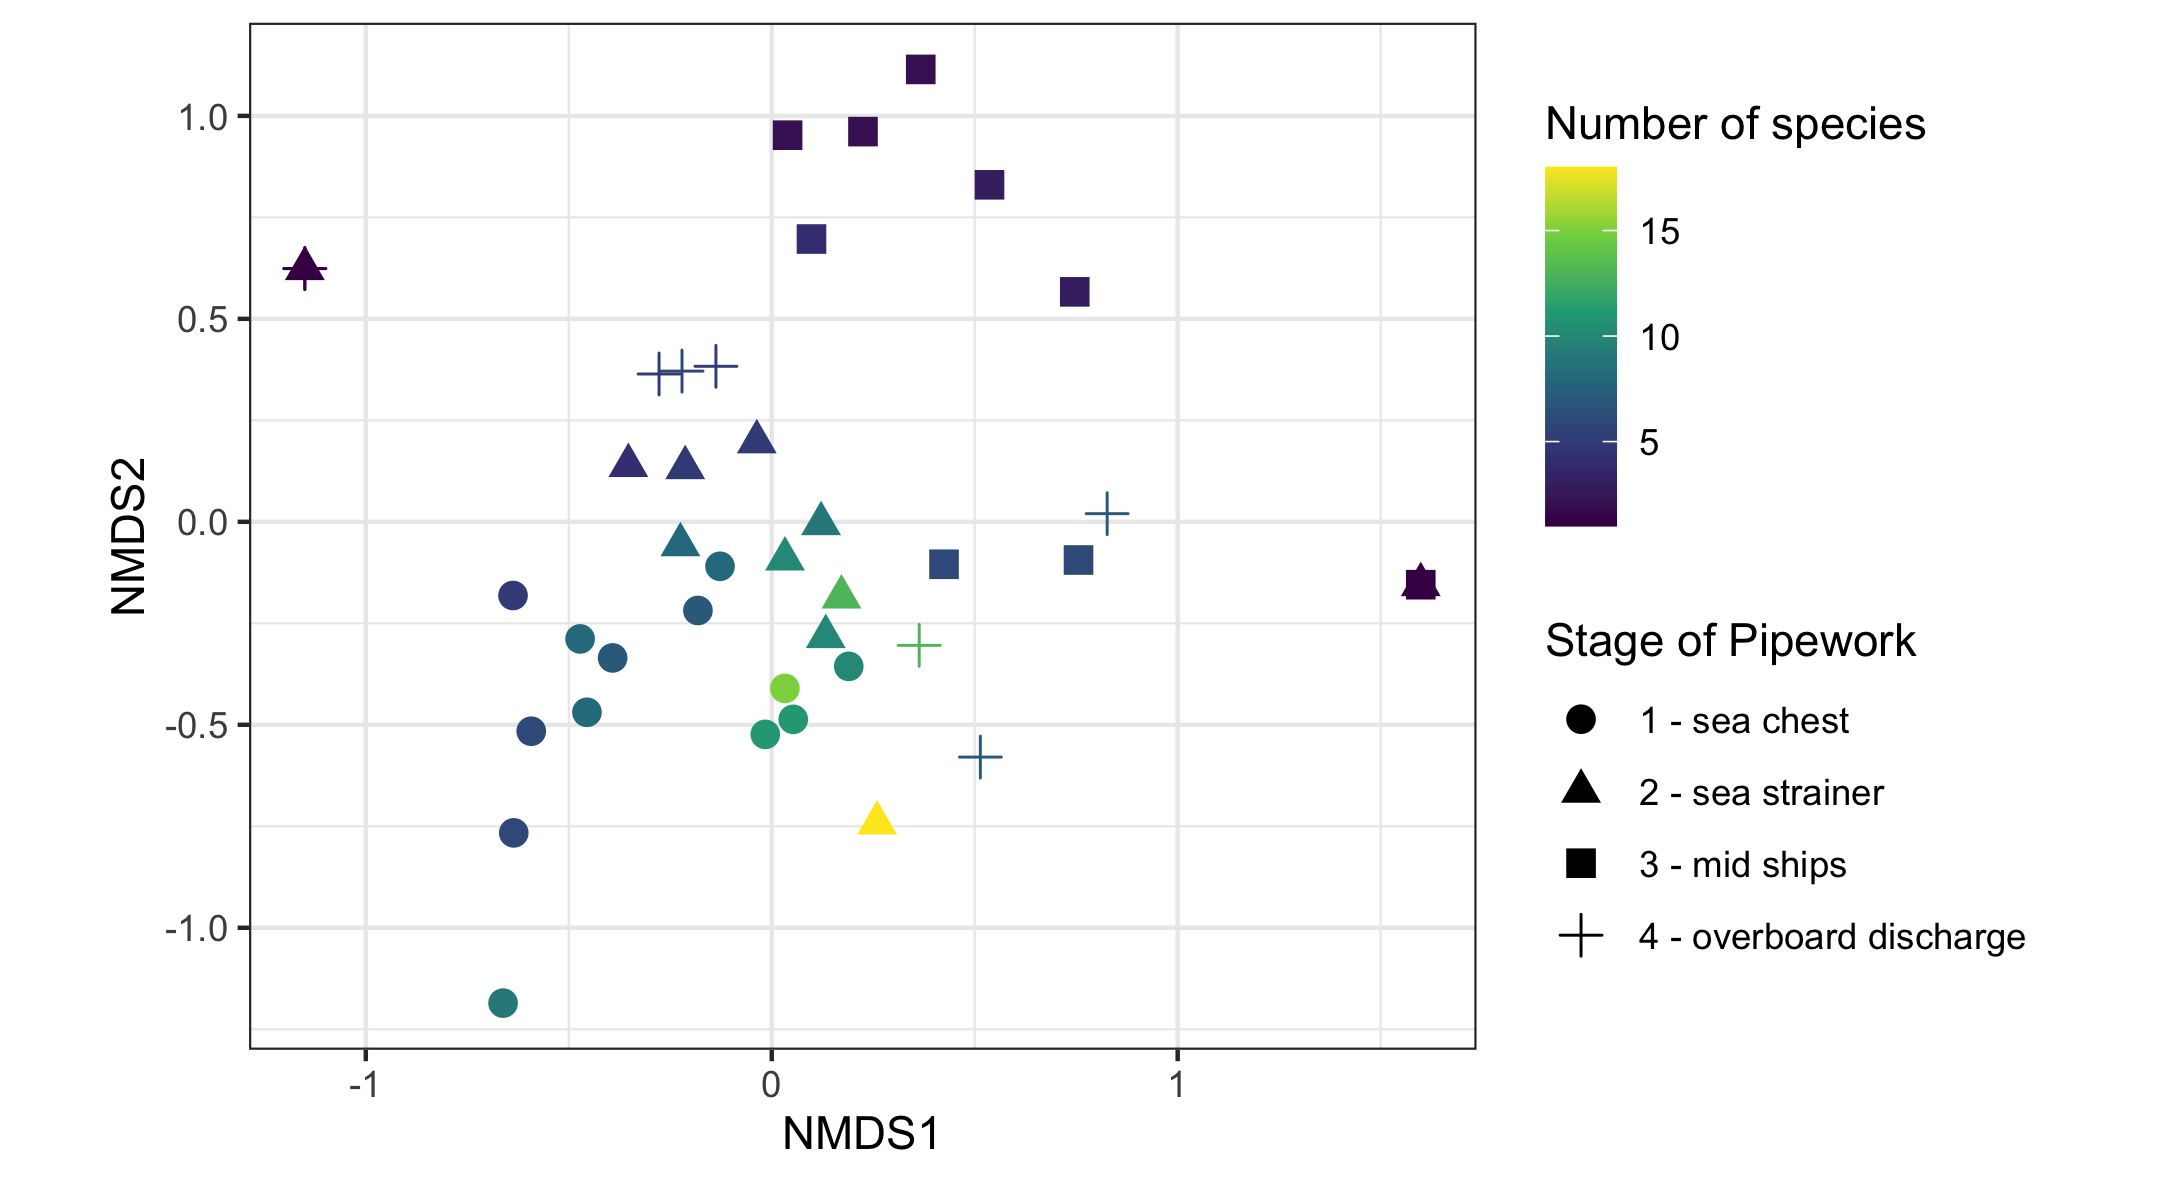 1.0
0.5
0.0
-0.5
-1.0
NMDS2
-1 0 1
NMDS1
Number of species
15
10
5
Stage of Pipework
1 - sea chest
2 - sea strainer
3 - mid ships
4 - overboard discharge